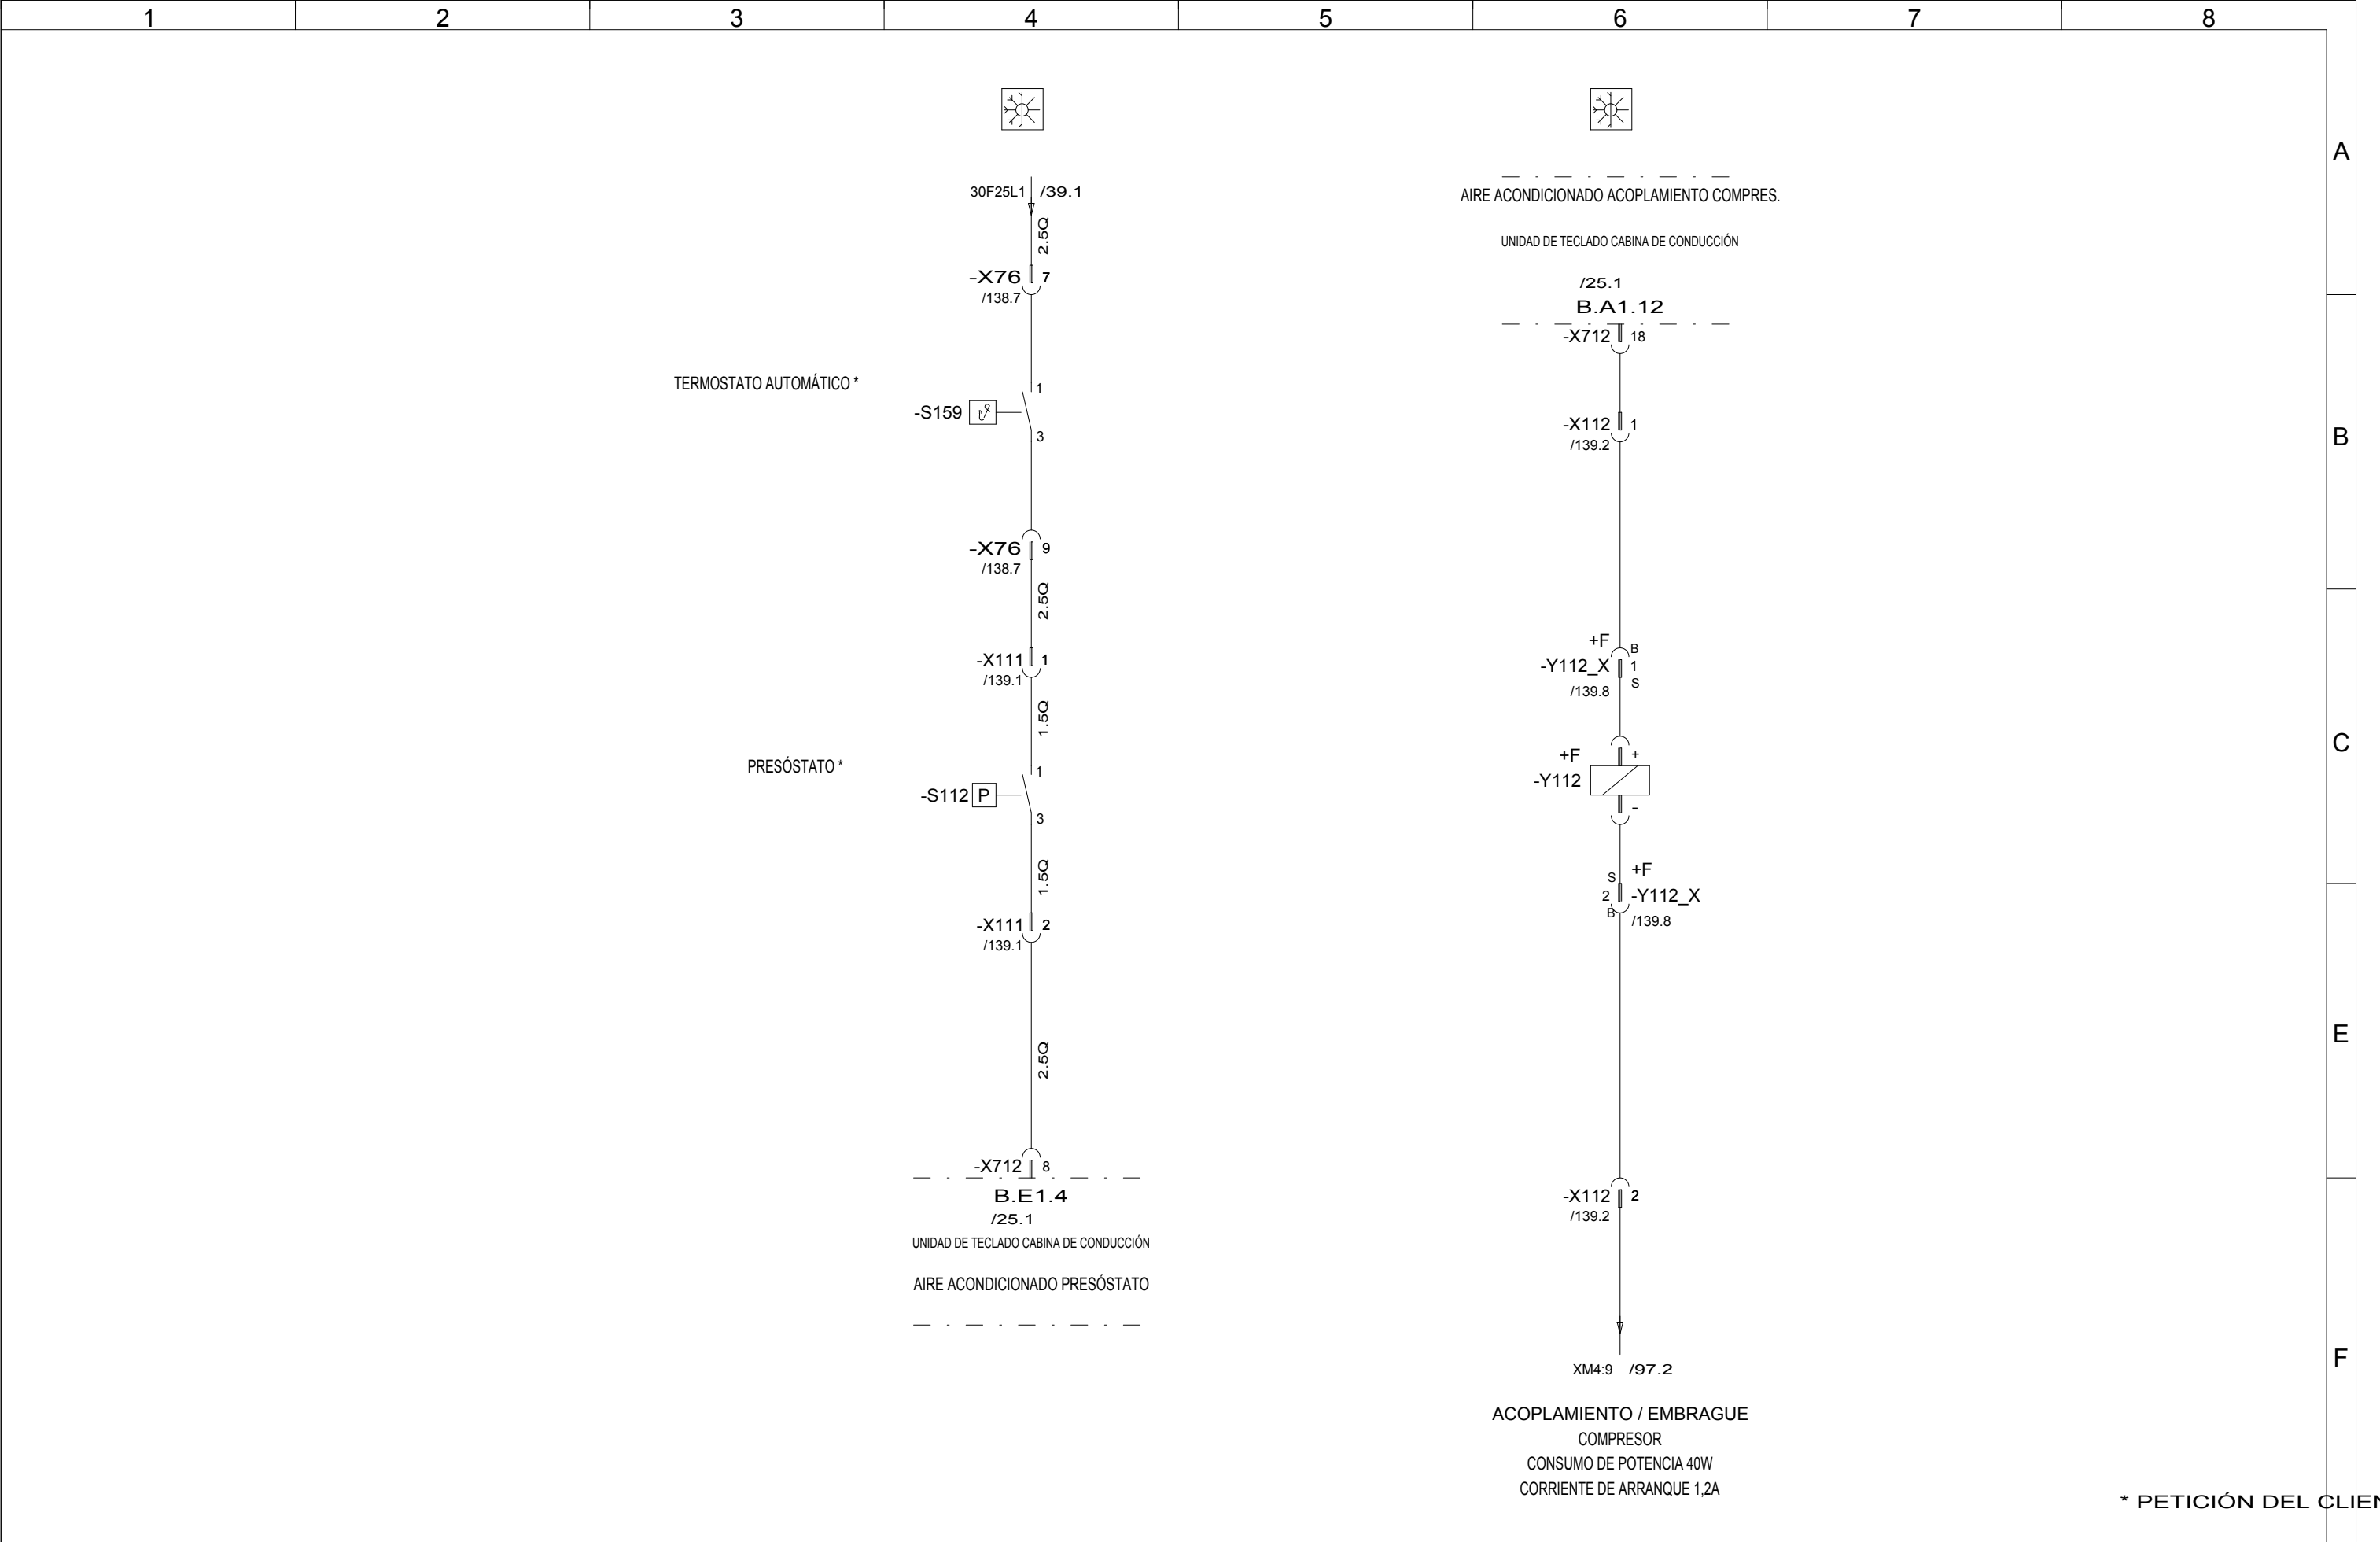 1 2 3 4 5 6 7 8
A
B
C
E
F
30F25L1 /39.1
2.5Q
-X76 7
/138.7
TERMOSTATO AUTOMÁTICO *
1
-S159
3
-X76 9
/138.7
2.5Q
-X111 1
/139.1
1.5Q
PRESÓSTATO *
1
-S112 P
3
1.5Q
-X111 2
/139.1
2.5Q
-X712 8
B.E1.4
/25.1
UNIDAD DE TECLADO CABINA DE CONDUCCIÓN
AIRE ACONDICIONADO PRESÓSTATO
AIRE ACONDICIONADO ACOPLAMIENTO COMPRES.
UNIDAD DE TECLADO CABINA DE CONDUCCIÓN
/25.1
B.A1.12
-X712 18
-X112 1
/139.2
+F B
-Y112_X 1
/139.8 S
+F +
-Y112
-
S +F
2 -Y112_X
B /139.8
-X112 2
/139.2
XM4:9 /97.2
ACOPLAMIENTO / EMBRAGUE
COMPRESOR
CONSUMO DE POTENCIA 40W
CORRIENTE DE ARRANQUE 1,2A
* PETICIÓN DEL CLIEN